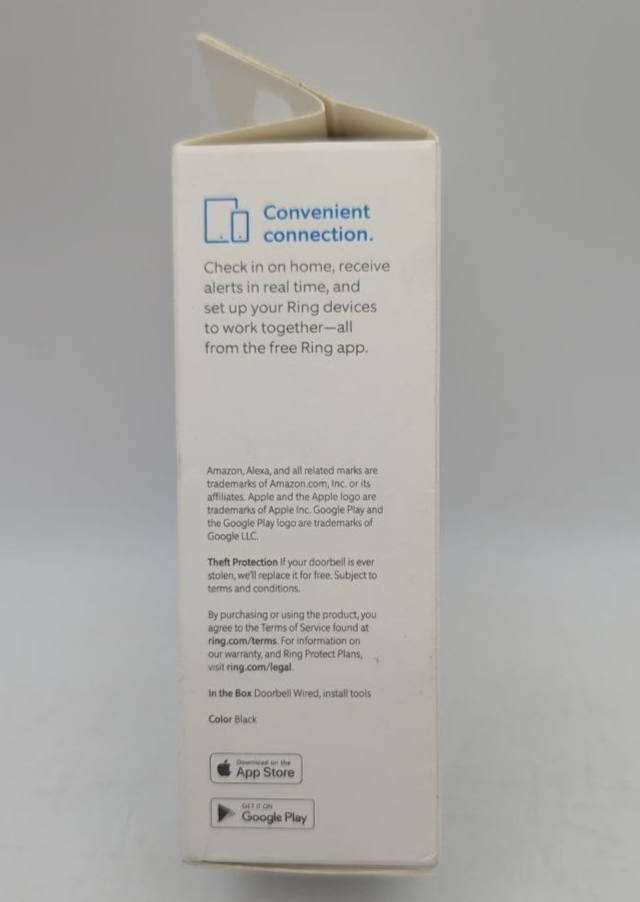 Convenient
connection.
Check in on home, receive
alerts in real time, and
set up your Ring devices
to work together—all
from the free Ring app.
Amazon, Alexa, and all related marks are
trademarks of Amazon.com, Inc. or its
affiliates. Apple and the Apple logo are
trademarks of Apple Inc. Google Play and
the Google Play logo are trademarks of
Google LLC.
Theft Protection If your doorbell is ever
stolen, we'll replace it for free. Subject to
terms and conditions.
By purchasing or using the product, you
agree to the Terms of Service found at
ring.com/terms. For information on
our warranty, and Ring Protect Plans,
visit ring.com/legal.
In the Box Doorbell Wired, install tools
Color Black
Download on the
App Store
GET IT ON
Google Play